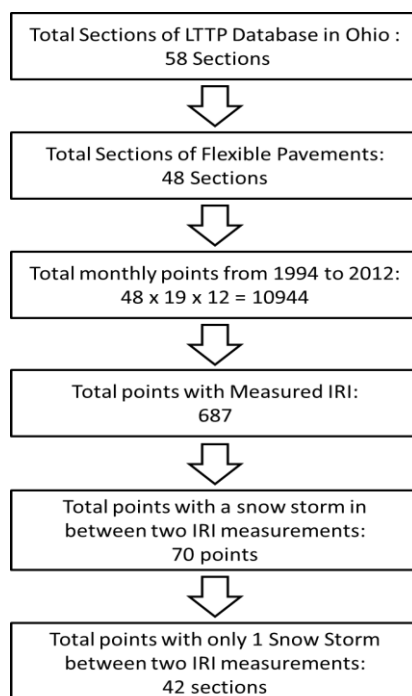 Total Sections of LTTP Database in Ohio :
58 Sections
Total Sections of Flexible Pavements:
48 Sections
Total monthly points from 1994 to 2012:
48 x 19 x 12 = 10944
Total points with Measured IRI:
687
Total points with a snow storm in
between two IRI measurements:
70 points
Total points with only 1 Snow Storm
between two IRI measurements:
42 sections